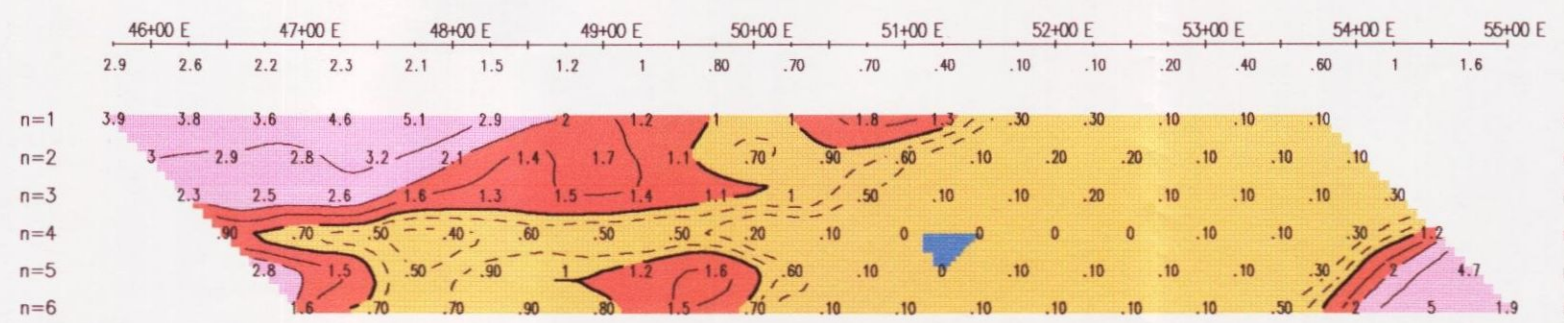 46+00 E 47+00 E 48+00 E 49+00 E 50+00 E 51+00 E 52+00 E 53+00 E 54+00 E 55+00 E
2.9 2.6 2.2 2.3 2.1 1.5 1.2 1 .80 .70 .70 .40 .10 .10 .20 .40 .60 1 1.6
n=1 3.9 3.8 3.6 4.6 5.1 2.9 2 1.2 1 1 1.8 1.3 .30 .30 .10 .10 .10
n=2 3 2.9 2.8 3.2 2.1 1.4 1.7 1.1 .70 .90 .60 .10 .20 .20 .10 .10 .10
n=3 2.3 2.5 2.6 1.6 1.3 1.5 1.4 1.1 1 .50 .10 .10 .20 .10 .10 .10 .30
n=4 .90 .70 .50 .40 .60 .50 .50 .20 .10 0 0 0 0 .10 .10 .30 1.2
n=5 2.8 1.5 .50 .90 1 1.2 1.6 .60 .10 0 .10 .10 .10 .10 .30 2 4.7
n=6 1.6 .70 .70 .90 .80 1.5 .70 .10 .10 .10 .10 .10 .10 .50 2 5 1.9